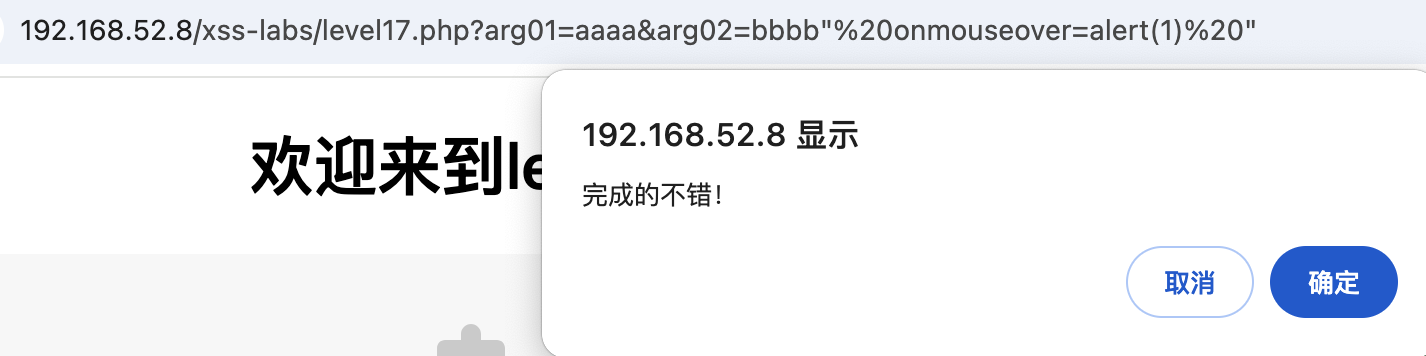 192.168.52.8/xss-labs/level17.php?arg01=aaaa&arg02=bbbb"%20onmouseover=alert(1)%20"
192.168.52.8 显示
欢迎来到le
完成的不错！
取消
确定